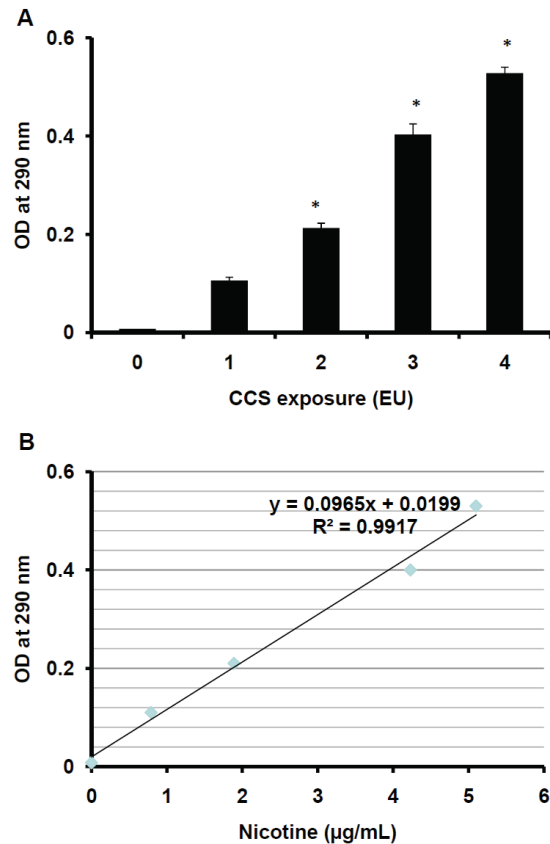 A
OD at 290 nm
0.6
0.4
0.2
0
*
*
*
0 1 2 3 4
CCS exposure (EU)
B
OD at 290 nm
0.6
0.4
0.2
0
y = 0.0965x + 0.0199
R² = 0.9917
0 1 2 3 4 5 6
Nicotine (µg/mL)